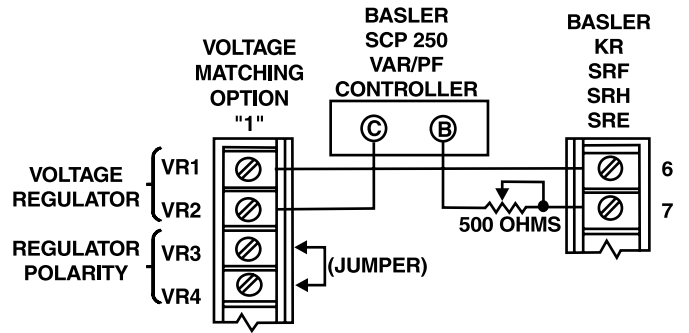 VOLTAGE
MATCHING
OPTION
"1"
BASLER
SCP 250
VAR/PF
CONTROLLER
BASLER
KR
SRF
SRH
SRE
C
B
VOLTAGE
REGULATOR
VR1
VR2
6
7
500 OHMS
REGULATOR
POLARITY
VR3
VR4
(JUMPER)